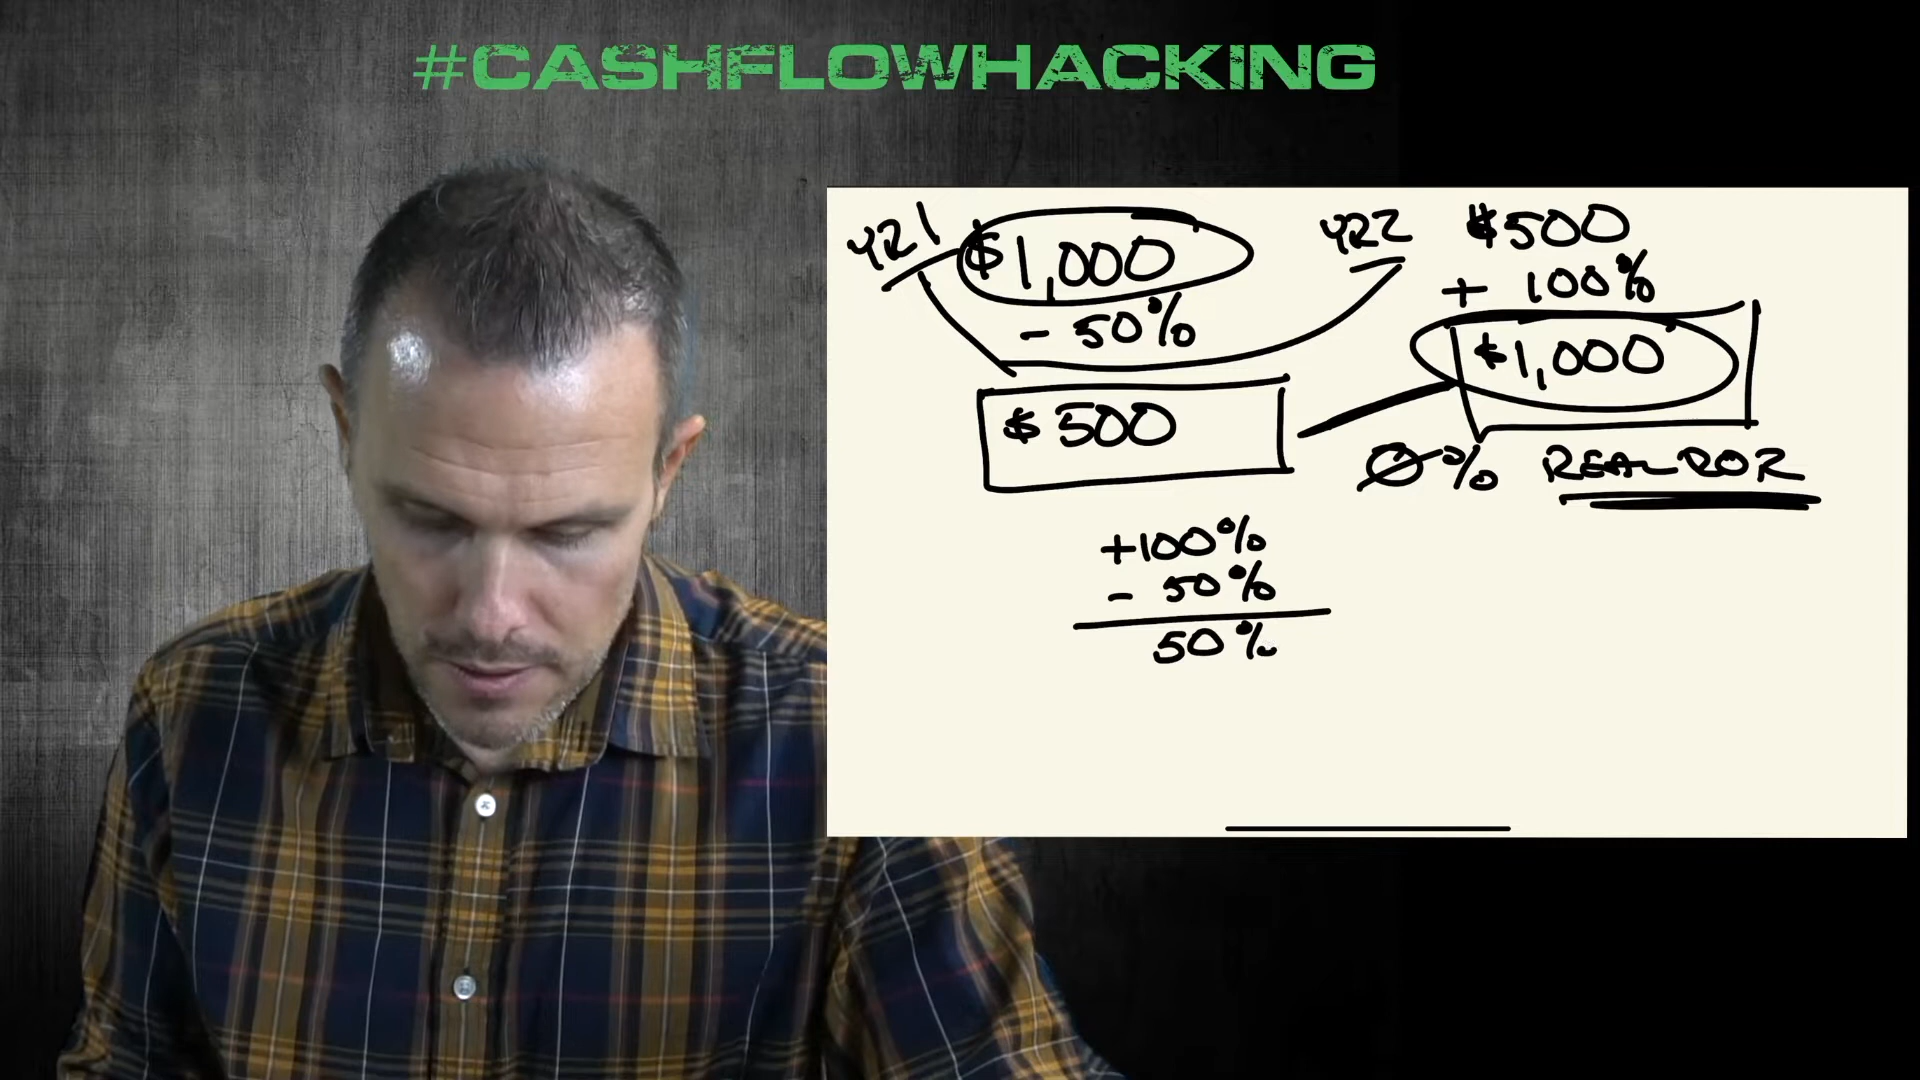 #CASHFLOWHACKING
YR1
$1,000
- 50%
$500
YR2
$500
+ 100%
$1,000
0% REAL ROR
+100%
- 50%
50%